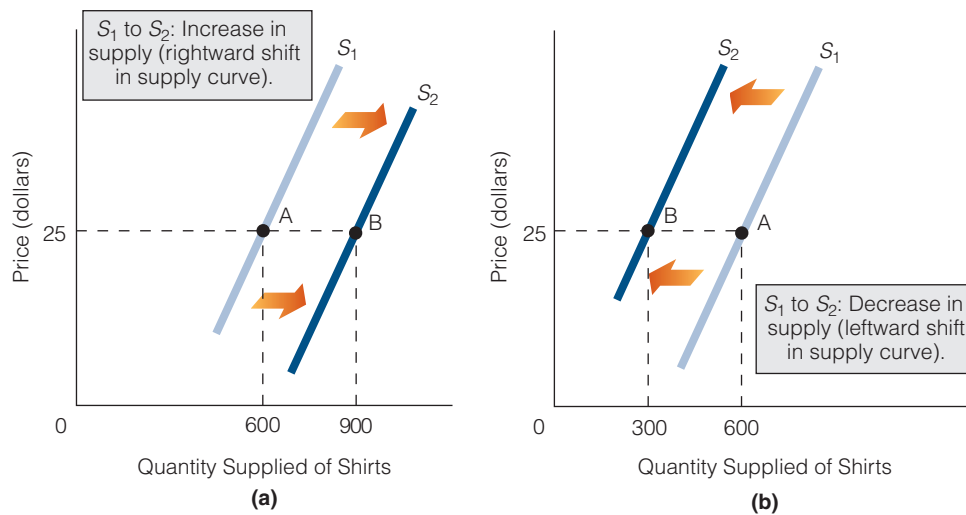 S1 to S2: Increase in
supply (rightward shift
in supply curve).
S1
S2
A
B
25
Price (dollars)
0
600
900
Quantity Supplied of Shirts
(a)
S2
S1
B
A
25
Price (dollars)
S1 to S2: Decrease in
supply (leftward shift
in supply curve).
0
300
600
Quantity Supplied of Shirts
(b)